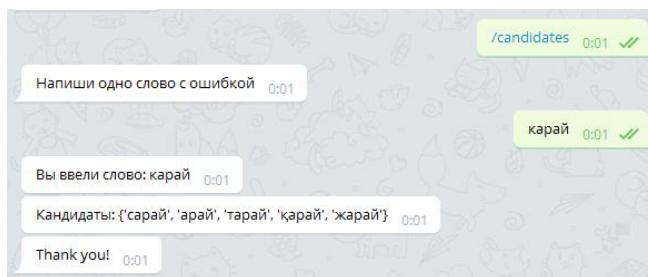 /candidates 0:01
Напиши одно слово с ошибкой 0:01
карай 0:01
Вы ввели слово: карай 0:01
Кандидаты: {'сарай', 'арай', 'тарай', 'қарай', 'жарай'} 0:01
Thank you! 0:01